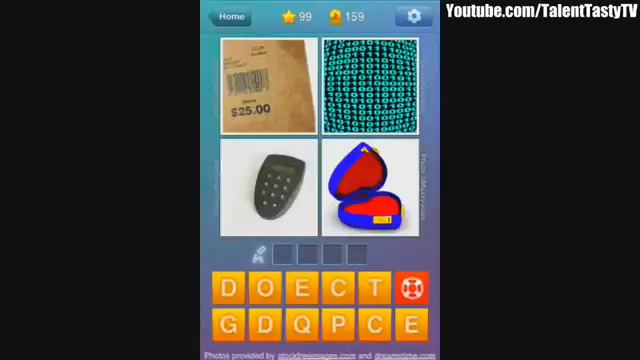 Youtube.com/TalentTastyTV
Home
99
159
$25.00
D O E C T
G D Q P C E
Photos provided by stockfreeimages.com and dreamstime.com